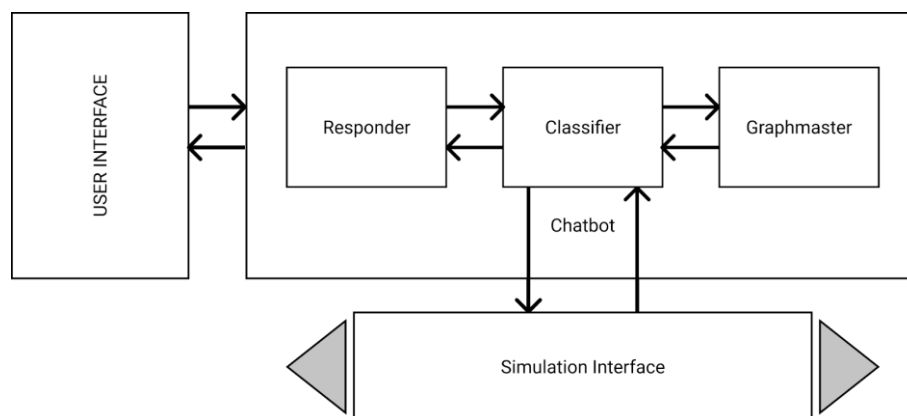 USER INTERFACE
Responder
Classifier
Graphmaster
Chatbot
Simulation Interface